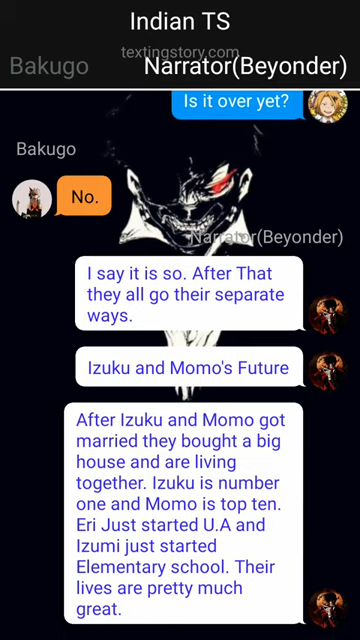 Indian TS
textingstory.com
Bakugo
Narrator(Beyonder)
Is it over yet?
Bakugo
No.
Narrator(Beyonder)
I say it is so. After That
they all go their separate
ways.
Izuku and Momo's Future
After Izuku and Momo got
married they bought a big
house and are living
together. Izuku is number
one and Momo is top ten.
Eri Just started U.A and
Izumi just started
Elementary school. Their
lives are pretty much
great.